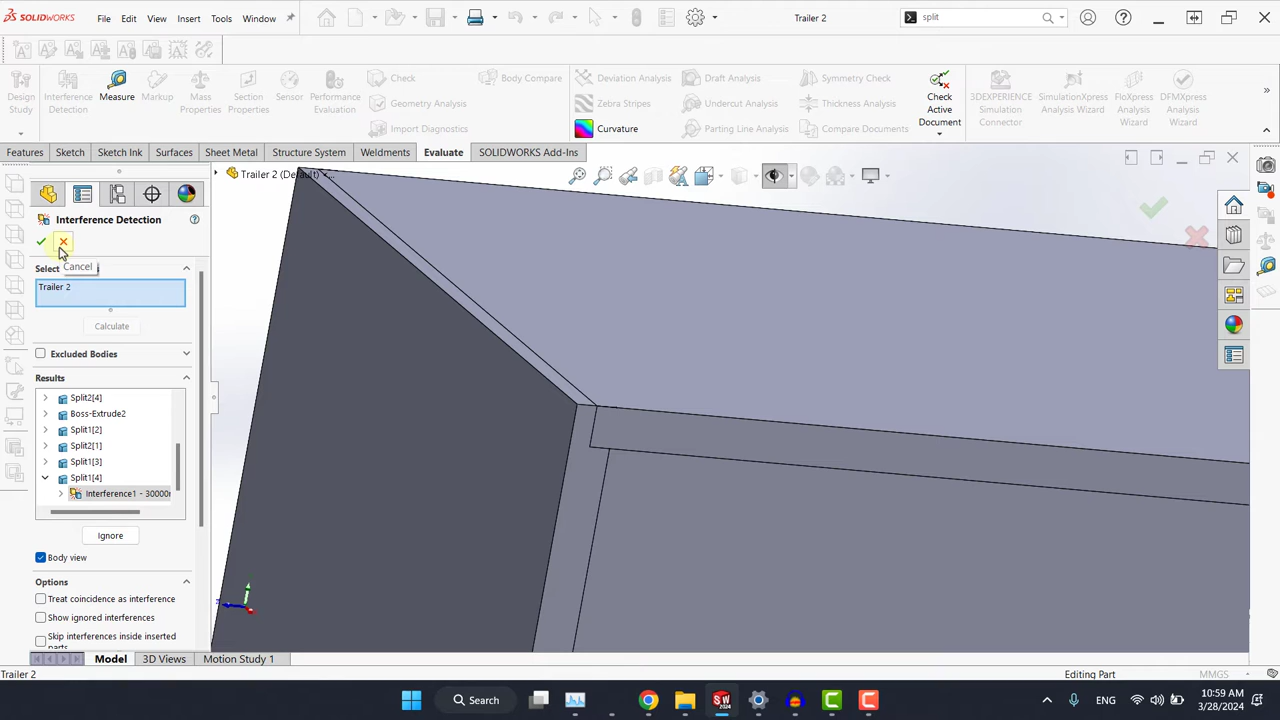 SOLIDWORKS File Edit View Insert Tools Window Trailer 2 split
Design Study Interference Detection Measure Markup Mass Properties Section Properties Sensor Performance Evaluation Check Geometry Analysis Import Diagnostics Body Compare Deviation Analysis Zebra Stripes Curvature Draft Analysis Undercut Analysis Parting Line Analysis Symmetry Check Thickness Analysis Compare Documents Check Active Document 3DEXPERIENCE Simulation Connector SimulationXpress Analysis Wizard FloXpress Analysis Wizard DFMXpress Analysis Wizard
Features Sketch Sketch Ink Surfaces Sheet Metal Structure System Weldments Evaluate SOLIDWORKS Add-Ins
Trailer 2 (Default) <...
Interference Detection
Cancel
Trailer 2
Calculate
Excluded Bodies
Results
Split2[4]
Boss-Extrude2
Split1[2]
Split2[1]
Split1[3]
Split1[4]
Interference1 - 30000
Ignore
Body view
Options
Treat coincidence as interference
Show ignored interferences
Skip interferences inside inserted
Model 3D Views Motion Study 1
Trailer 2 Editing Part MMGS
Search
ENG
10:59 AM
3/28/2024